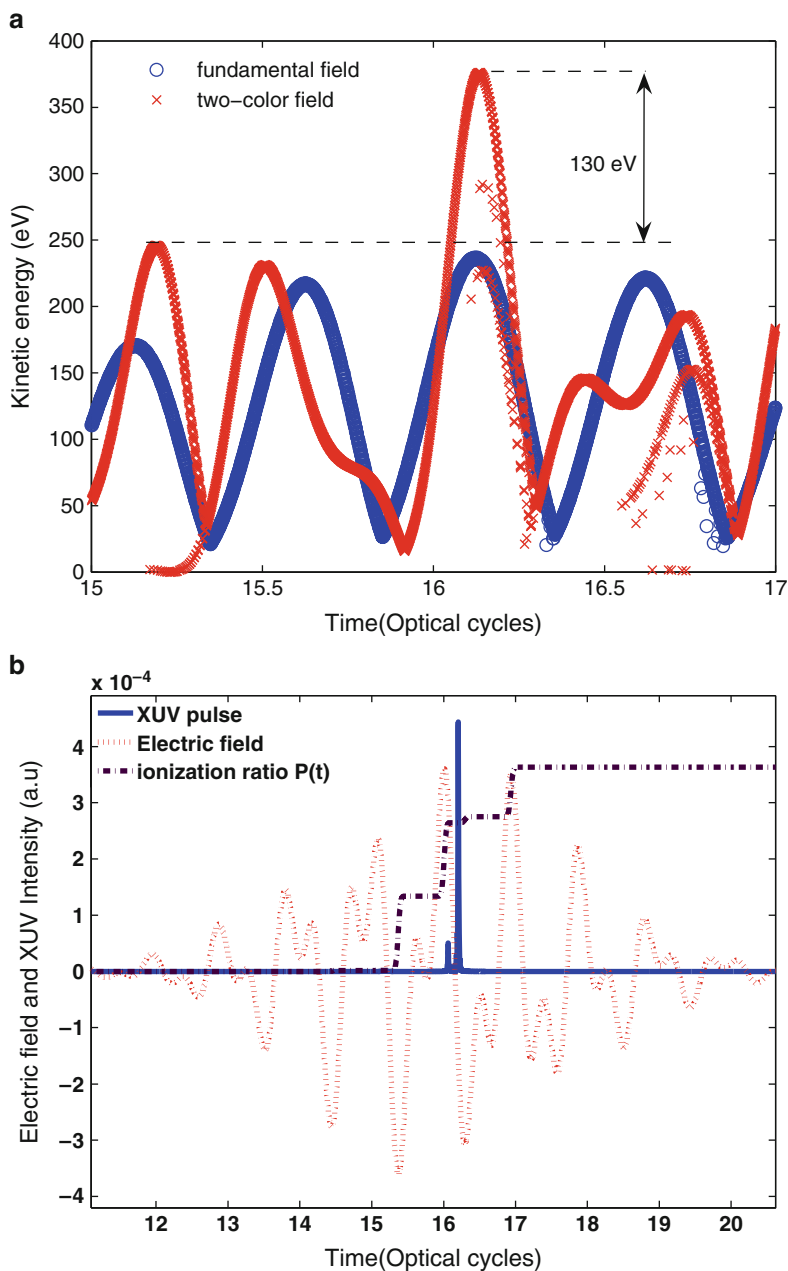 a
400
350
300
250
200
150
100
50
0
Kinetic energy (eV)
fundamental field
two-color field
130 eV
15 15.5 16 16.5 17
Time(Optical cycles)
b
x 10⁻⁴
4
3
2
1
0
−1
−2
−3
−4
Electric field and XUV Intensity (a.u)
XUV pulse
Electric field
ionization ratio P(t)
12 13 14 15 16 17 18 19 20
Time(Optical cycles)